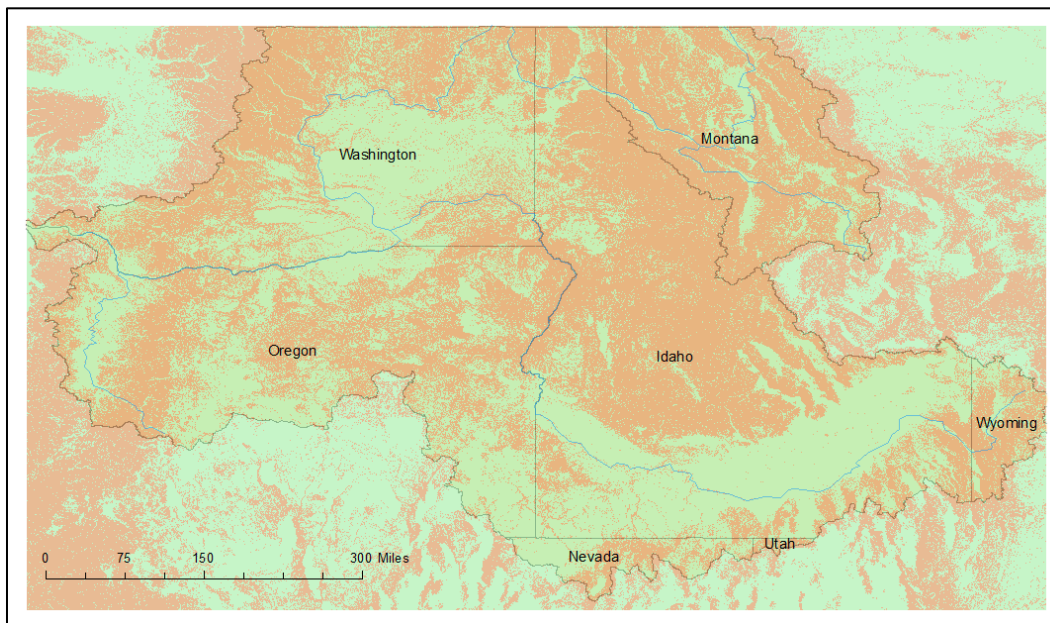 Montana
Washington
Oregon
Idaho
Wyoming
Utah
Nevada
0 75 150 300 Miles